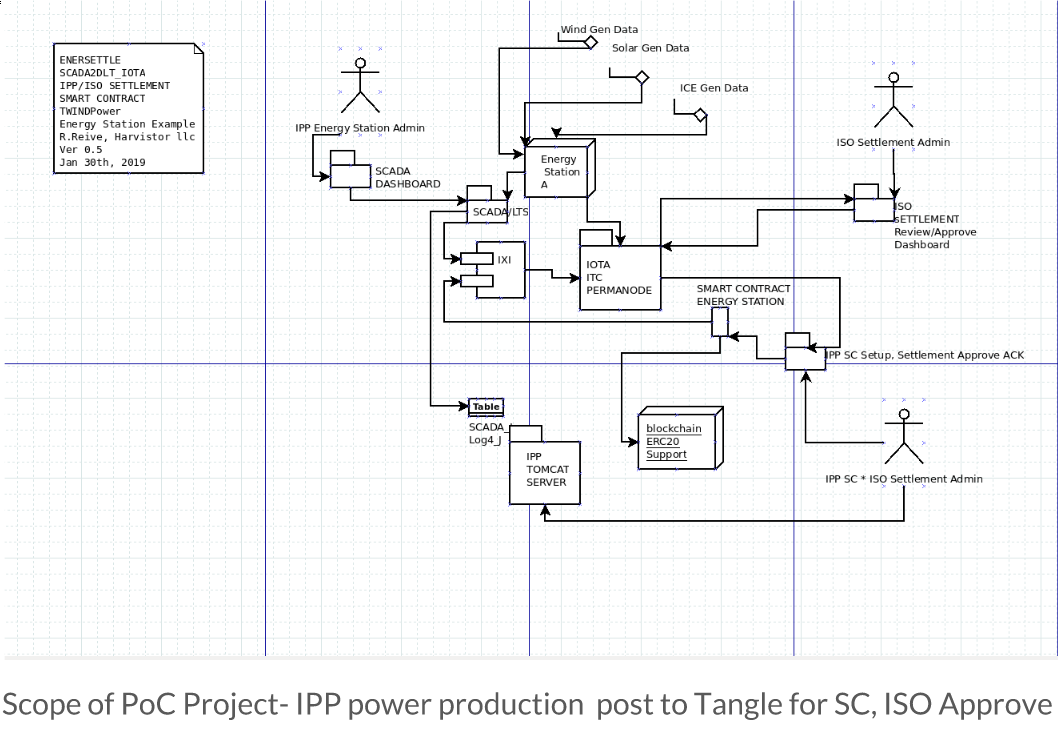 ENERSETTLE
SCADA2DLT_IOTA
IPP/ISO SETTLEMENT
SMART CONTRACT
TWINDPower
Energy Station Example
R.Reive, Harvistor llc
Ver 0.5
Jan 30th, 2019
Wind Gen Data
Solar Gen Data
ICE Gen Data
IPP Energy Station Admin
ISO Settlement Admin
SCADA
DASHBOARD
Energy
Station
A
SCADA/LTS
ISO
sETTLEMENT
Review/Approve
Dashboard
IXI
IOTA
ITC
PERMANODE
SMART CONTRACT
ENERGY STATION
IPP SC Setup, Settlement Approve ACK
Table
SCADA_
Log4_J
IPP
TOMCAT
SERVER
blockchain
ERC20
Support
IPP SC * ISO Settlement Admin
Scope of PoC Project- IPP power production post to Tangle for SC, ISO Approve